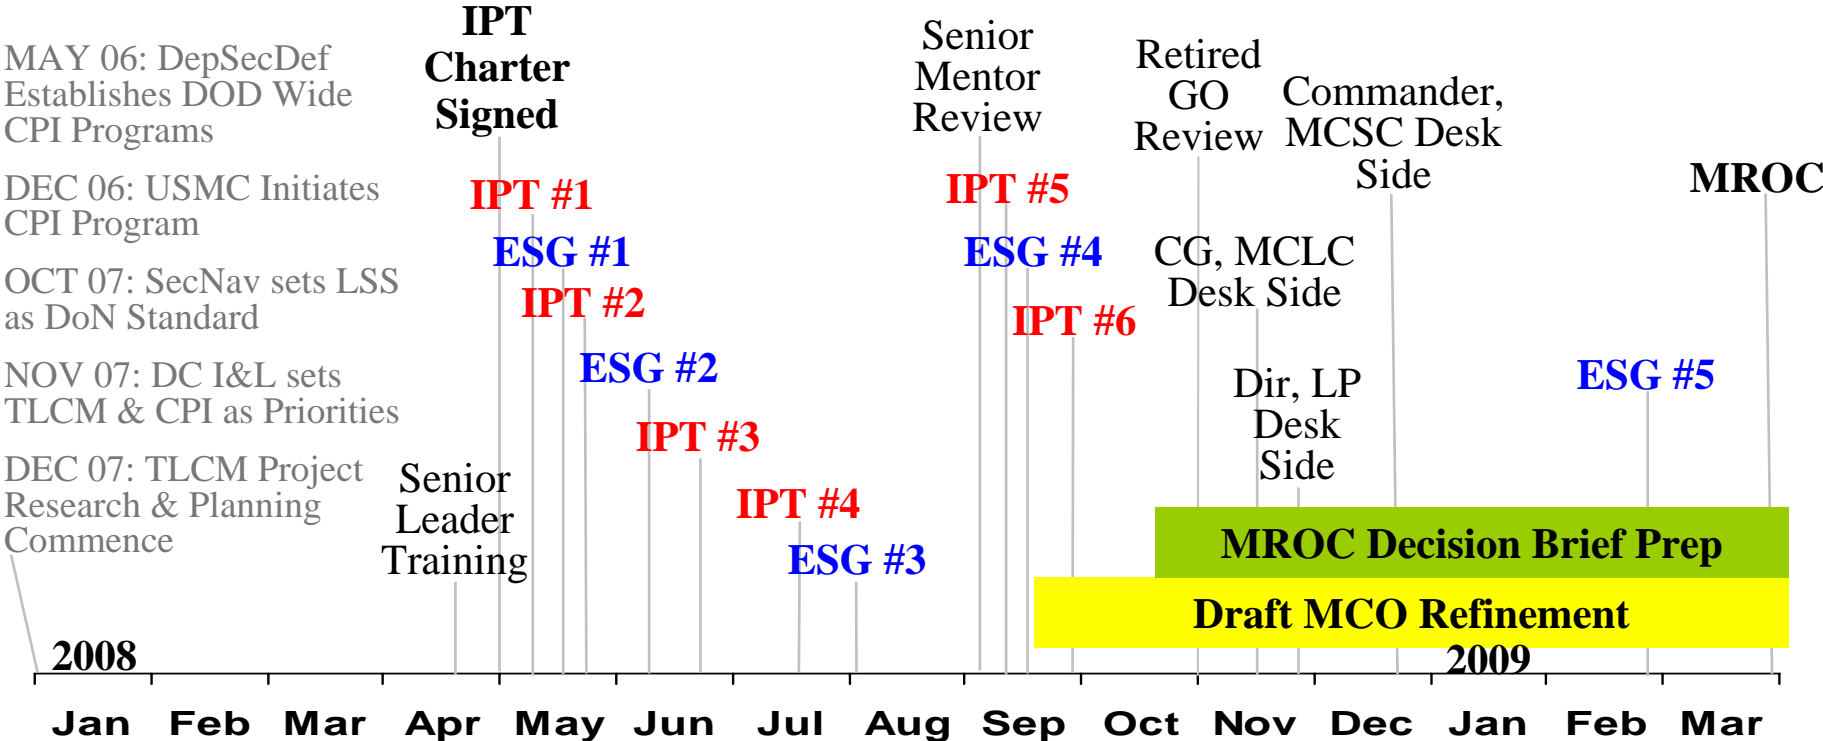 MAY 06: DepSecDef
Establishes DOD Wide
CPI Programs
DEC 06: USMC Initiates
CPI Program
OCT 07: SecNav sets LSS
as DoN Standard
NOV 07: DC I&L sets
TLCM & CPI as Priorities
DEC 07: TLCM Project
Research & Planning
Commence
Senior
Leader
Training
IPT
Charter
Signed
IPT #1
ESG #1
IPT #2
ESG #2
IPT #3
IPT #4
ESG #3
Senior
Mentor
Review
IPT #5
ESG #4
IPT #6
Retired
GO
Review
CG, MCLC
Desk Side
Dir, LP
Desk
Side
Commander,
MCSC Desk
Side
ESG #5
MROC
MROC Decision Brief Prep
Draft MCO Refinement
2008
2009
Jan Feb Mar Apr May Jun Jul Aug Sep Oct Nov Dec Jan Feb Mar